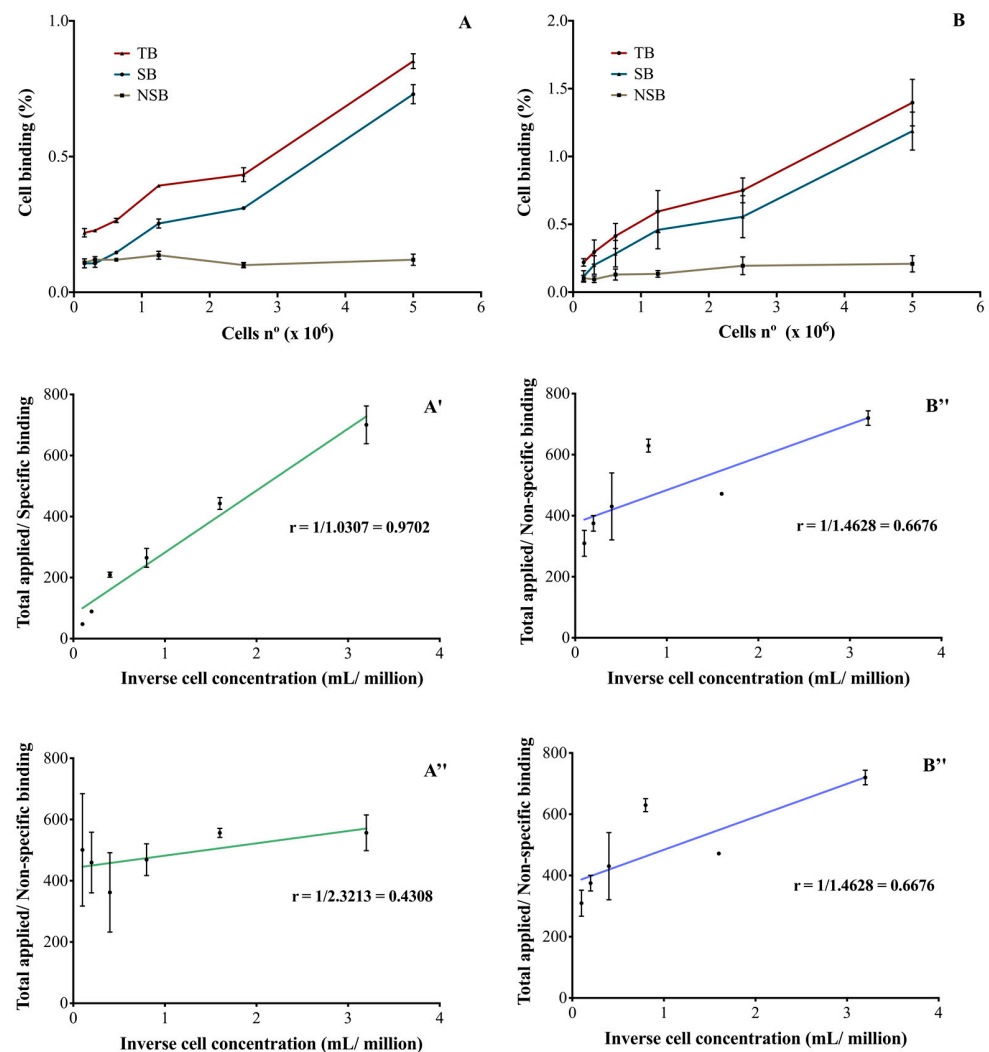 A
1.0
0.5
0.0
TB
SB
NSB
Cell binding (%)
0 1 2 3 4 5 6
Cells nº (x 10⁶)
B
2.0
1.5
1.0
0.5
0.0
TB
SB
NSB
Cell binding (%)
0 1 2 3 4 5 6
Cells nº (x 10⁶)
A'
800
600
400
200
0
Total applied/ Specific binding
r = 1/1.0307 = 0.9702
0 1 2 3 4
Inverse cell concentration (mL/ million)
B''
800
600
400
200
0
Total applied/ Non-specific binding
r = 1/1.4628 = 0.6676
0 1 2 3 4
Inverse cell concentration (mL/ million)
A''
800
600
400
200
0
Total applied/ Non-specific binding
r = 1/2.3213 = 0.4308
0 1 2 3 4
Inverse cell concentration (mL/ million)
B''
800
600
400
200
0
Total applied/ Non-specific binding
r = 1/1.4628 = 0.6676
0 1 2 3 4
Inverse cell concentration (mL/ million)